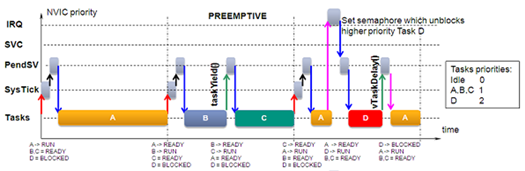 NVIC priority
PREEMPTIVE
IRQ
Set semaphore which unblocks
higher priority Task D
SVC
PendSV
SysTick
Tasks
taskYield()
vTaskDelay()
A
B
C
A
D
A
time
Tasks priorities:
Idle 0
A,B,C 1
D 2
A -> RUN
B,C = READY
D = BLOCKED
A -> READY
B -> RUN
C = READY
D = BLOCKED
B -> READY
C -> RUN
A = READY
D = BLOCKED
C -> READY
A -> RUN
B = READY
D = BLOCKED
A -> READY
D -> RUN
B,C = READY
D -> BLOCKED
A -> RUN
B,C = READY